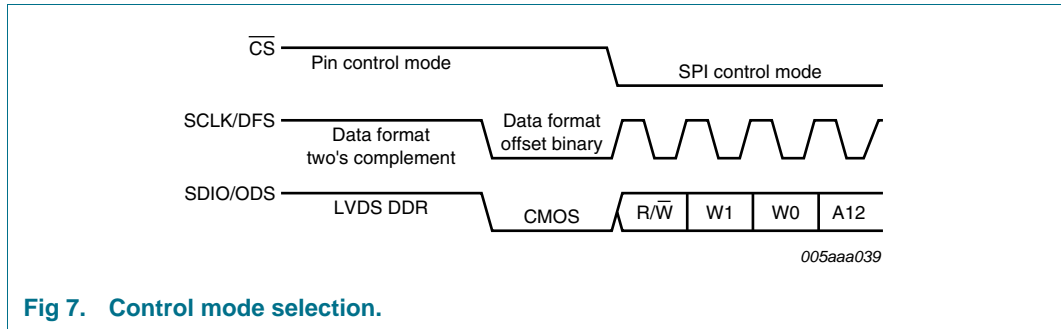 C̅S̅
Pin control mode
SPI control mode
SCLK/DFS
Data format
two's complement
Data format
offset binary
SDIO/ODS
LVDS DDR
CMOS
R/W̅
W1
W0
A12
005aaa039
Fig 7. Control mode selection.